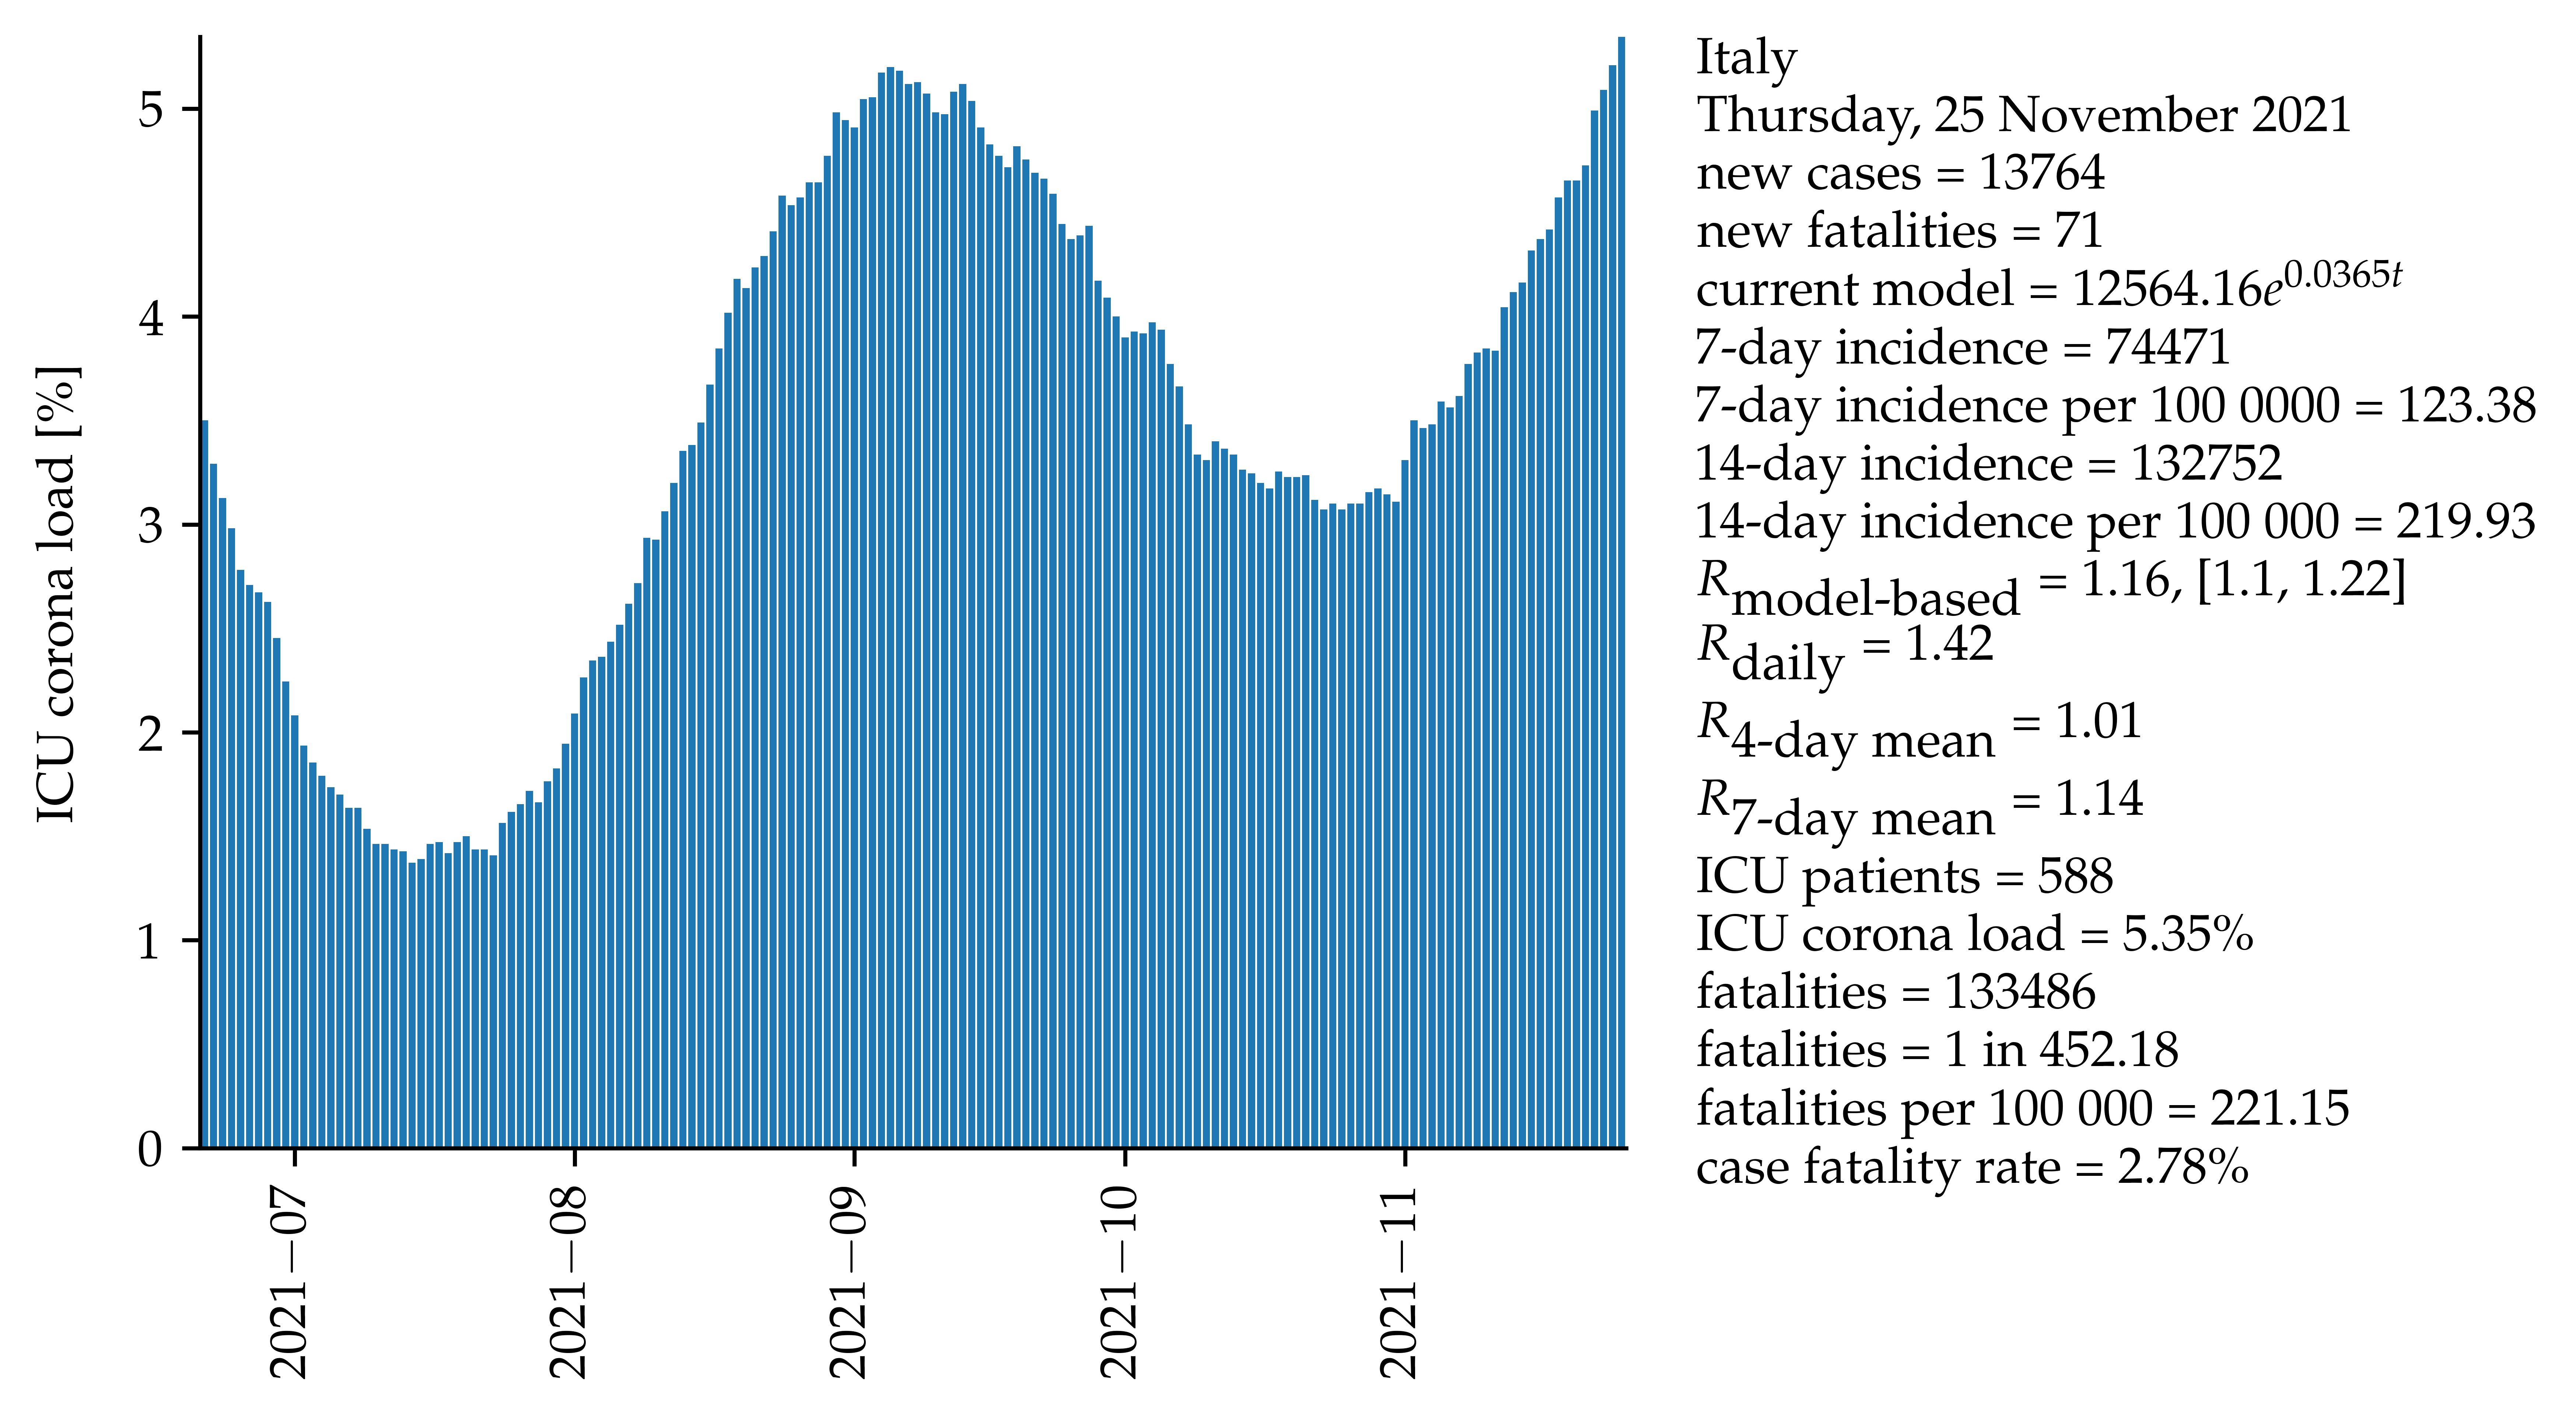 ICU corona load [%]
5
4
3
2
1
0
2021−07
2021−08
2021−09
2021−10
2021−11
Italy
Thursday, 25 November 2021
new cases = 13764
new fatalities = 71
current model = 12564.16e^0.0365t
7-day incidence = 74471
7-day incidence per 100 0000 = 123.38
14-day incidence = 132752
14-day incidence per 100 000 = 219.93
R model-based = 1.16, [1.1, 1.22]
R daily = 1.42
R 4-day mean = 1.01
R 7-day mean = 1.14
ICU patients = 588
ICU corona load = 5.35%
fatalities = 133486
fatalities = 1 in 452.18
fatalities per 100 000 = 221.15
case fatality rate = 2.78%